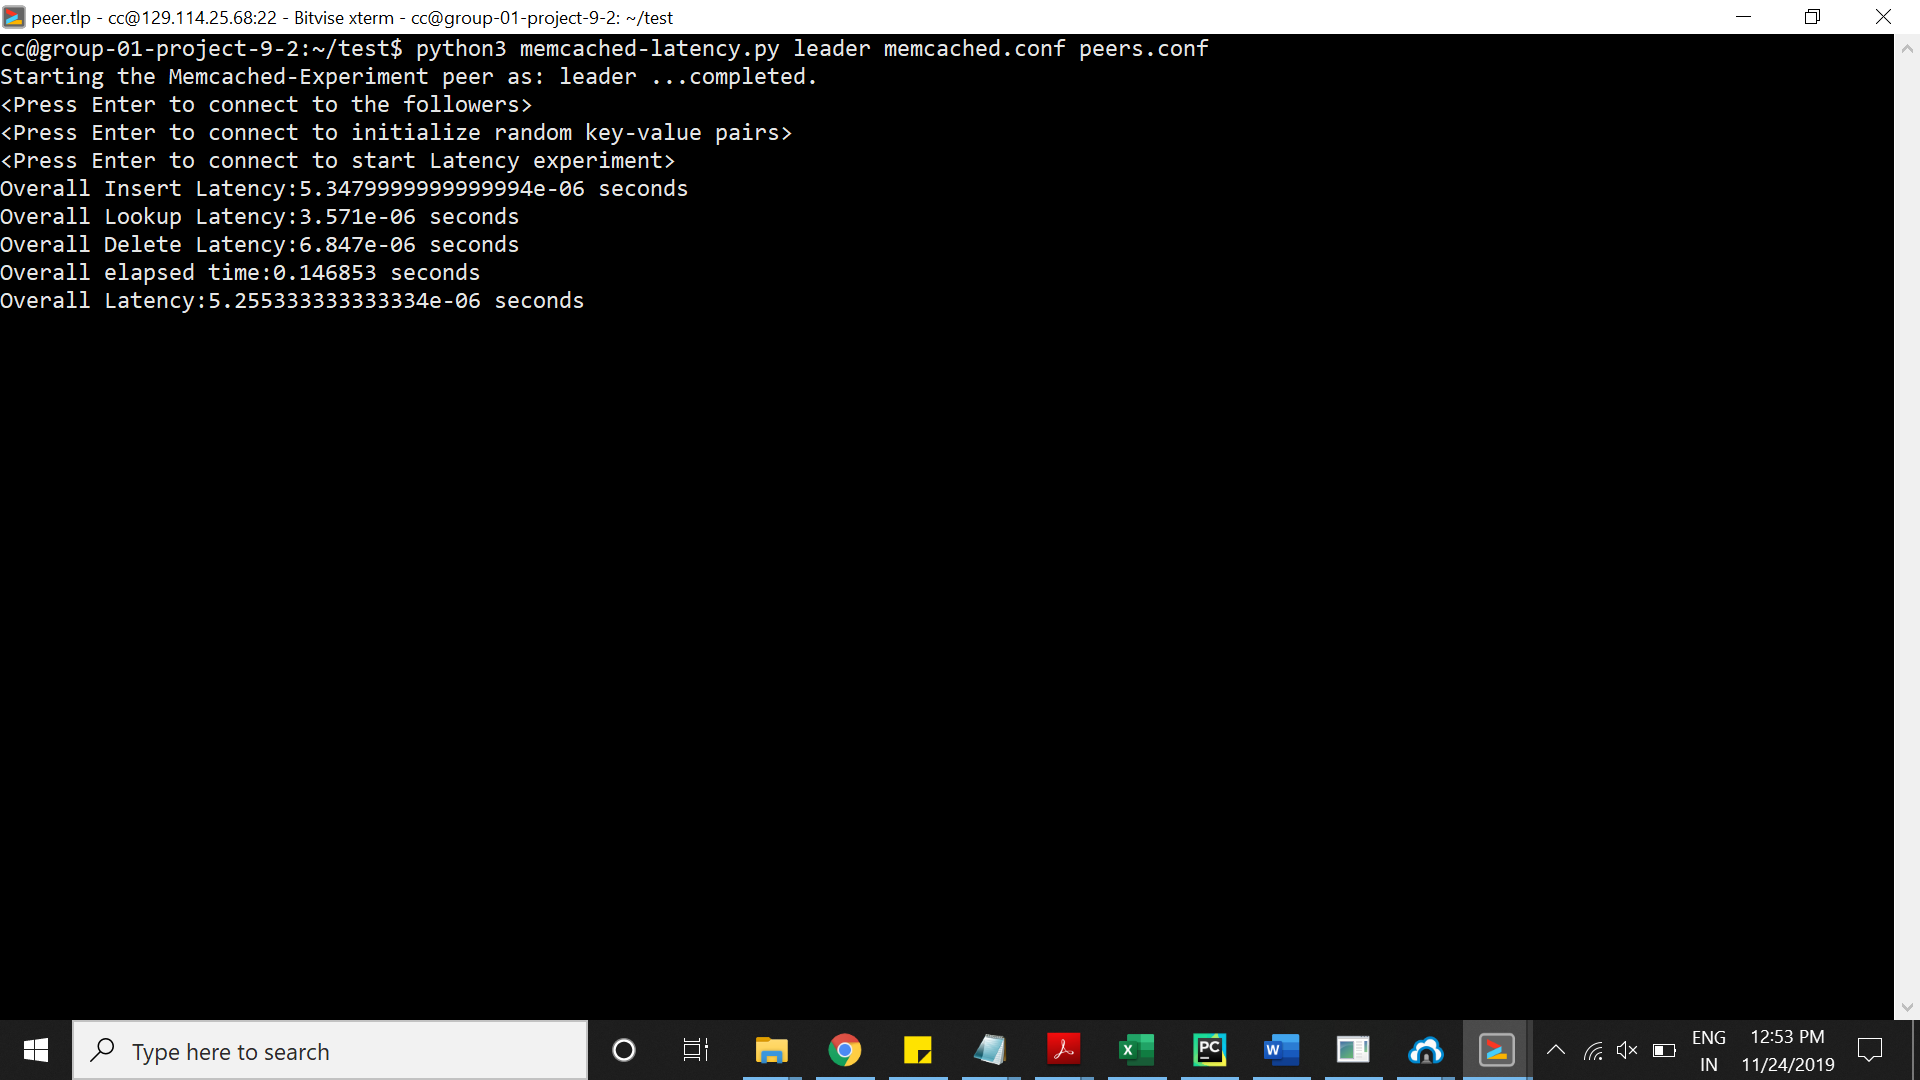 peer.tlp - cc@129.114.25.68:22 - Bitvise xterm - cc@group-01-project-9-2: ~/test
cc@group-01-project-9-2:~/test$ python3 memcached-latency.py leader memcached.conf peers.conf
Starting the Memcached-Experiment peer as: leader ...completed.
<Press Enter to connect to the followers>
<Press Enter to connect to initialize random key-value pairs>
<Press Enter to connect to start Latency experiment>
Overall Insert Latency:5.3479999999999994e-06 seconds
Overall Lookup Latency:3.571e-06 seconds
Overall Delete Latency:6.847e-06 seconds
Overall elapsed time:0.146853 seconds
Overall Latency:5.255333333333334e-06 seconds
Type here to search
PC
ENG
IN
12:53 PM
11/24/2019